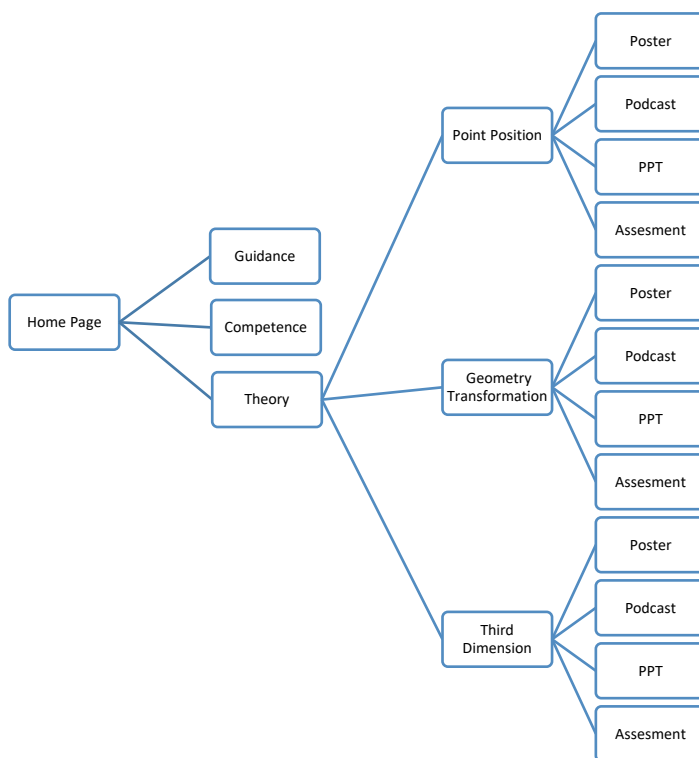 Home Page
Guidance
Competence
Theory
Point Position
Poster
Podcast
PPT
Assesment
Geometry
Transformation
Poster
Podcast
PPT
Assesment
Third
Dimension
Poster
Podcast
PPT
Assesment